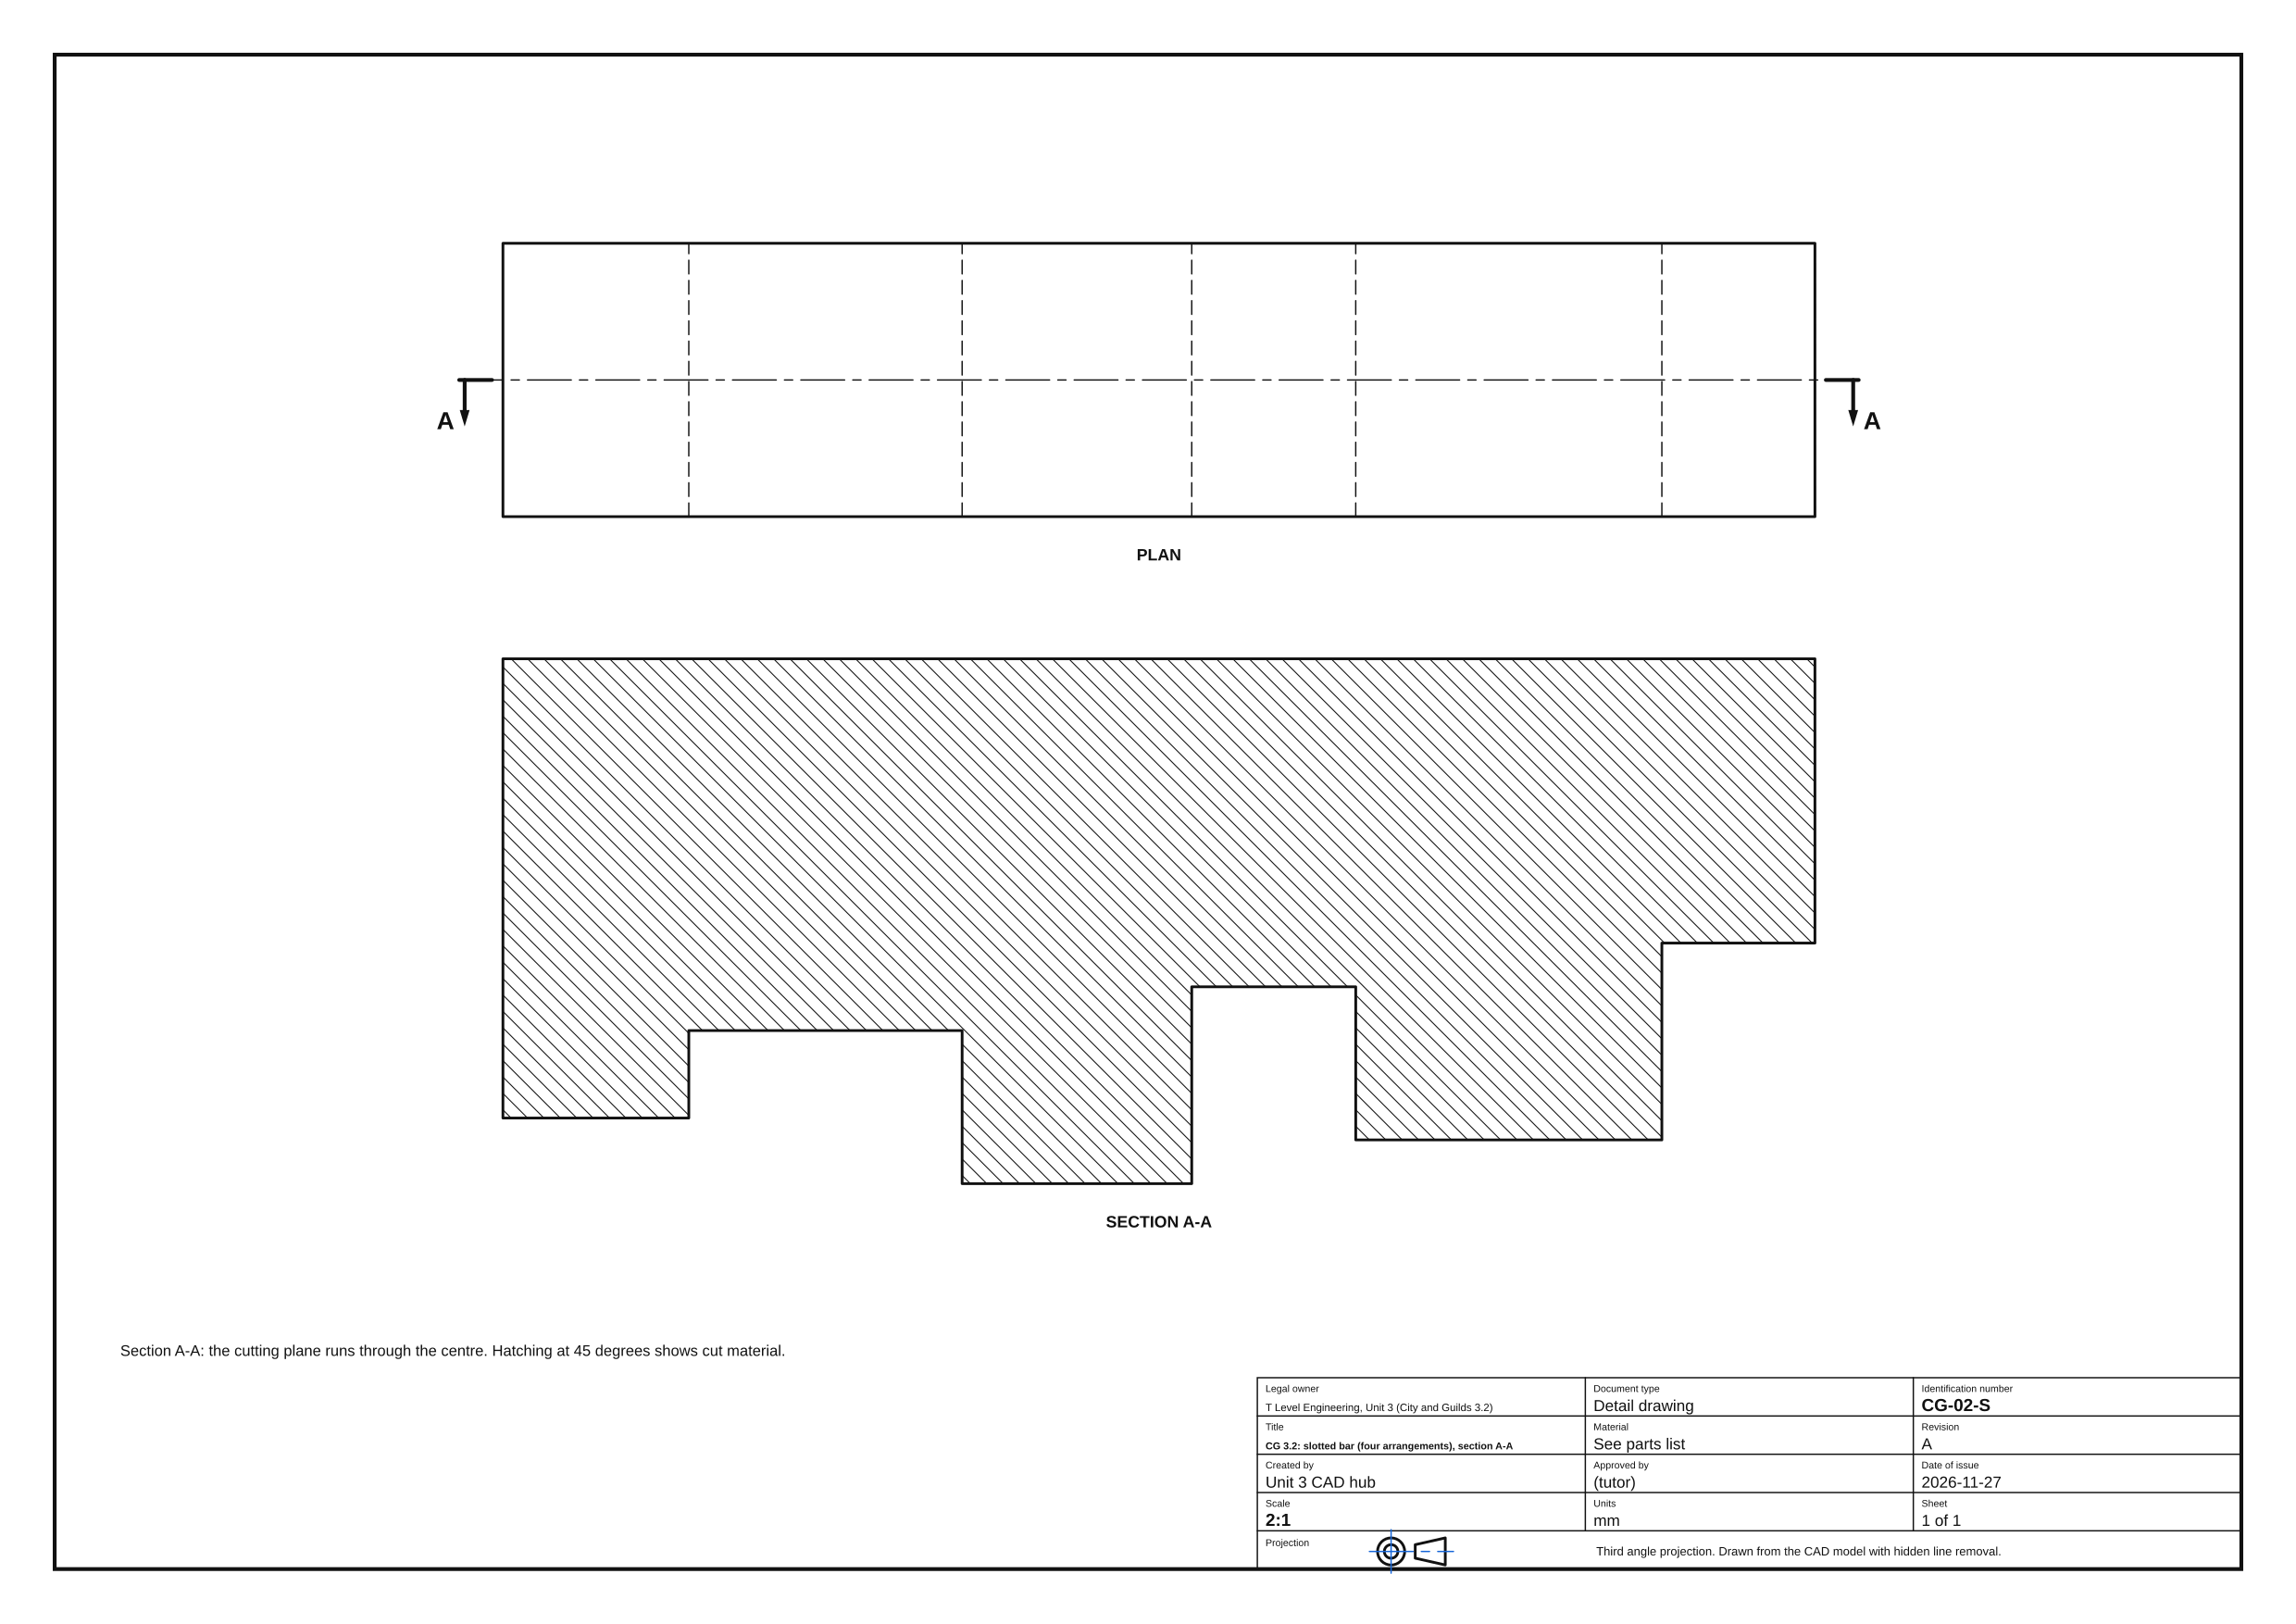 A
A
PLAN
SECTION A-A
Section A-A: the cutting plane runs through the centre. Hatching at 45 degrees shows cut material.
Legal owner
T Level Engineering, Unit 3 (City and Guilds 3.2)
Document type
Detail drawing
Identification number
CG-02-S
Title
CG 3.2: slotted bar (four arrangements), section A-A
Material
See parts list
Revision
A
Created by
Unit 3 CAD hub
Approved by
(tutor)
Date of issue
2026-11-27
Scale
2:1
Units
mm
Sheet
1 of 1
Projection
Third angle projection. Drawn from the CAD model with hidden line removal.